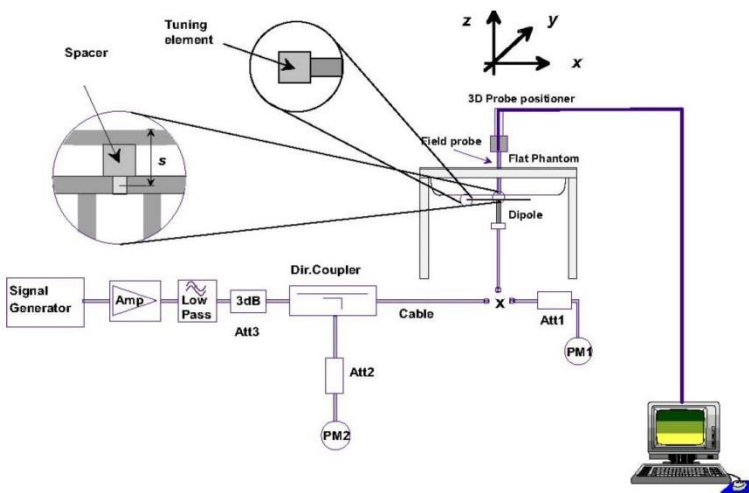 Tuning
element
Spacer
z
y
x
3D Probe positioner
Field probe
Flat Phantom
s
Dipole
Dir.Coupler
Signal
Generator
Amp
Low
Pass
3dB
Cable
x
Att1
Att3
PM1
Att2
PM2